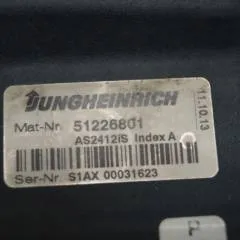 JUNGHEINRICH
11.10.13
Mat-Nr. 51226801
AS2412iS Index A
Ser-Nr. S1AX 00031623
P